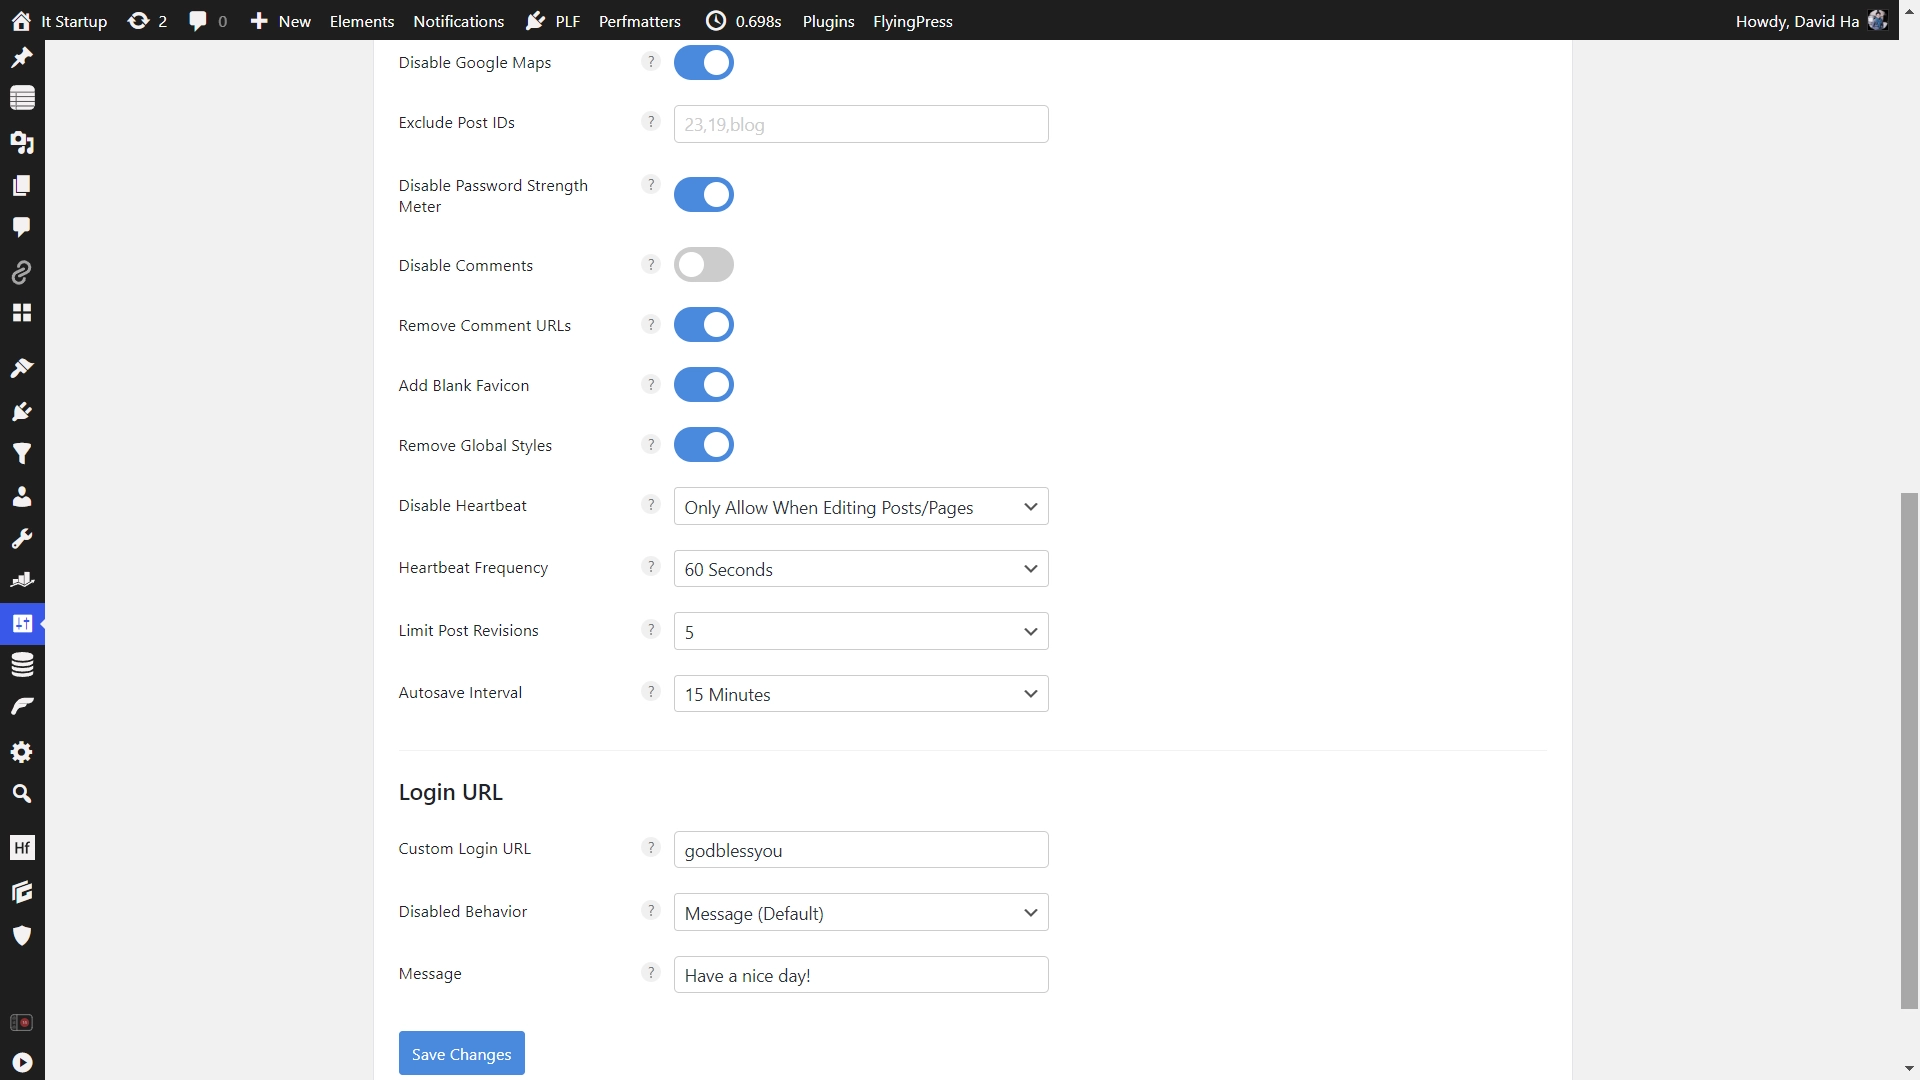 It Startup 2 0 New Elements Notifications PLF Perfmatters 0.698s Plugins FlyingPress Howdy, David Ha
Disable Google Maps ?
Exclude Post IDs ? 23,19,blog
Disable Password Strength ?
Meter
Disable Comments ?
Remove Comment URLs ?
Add Blank Favicon ?
Remove Global Styles ?
Disable Heartbeat ? Only Allow When Editing Posts/Pages
Heartbeat Frequency ? 60 Seconds
Limit Post Revisions ? 5
Autosave Interval ? 15 Minutes
Login URL
Hf
Custom Login URL ? godblessyou
Disabled Behavior ? Message (Default)
Message ? Have a nice day!
Save Changes